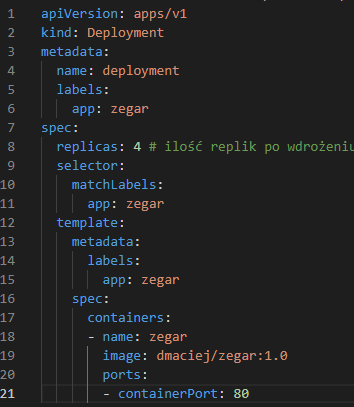 1 apiVersion: apps/v1
2 kind: Deployment
3 metadata:
4 name: deployment
5 labels:
6 app: zegar
7 spec:
8 replicas: 4 # ilość replik po wdrożeniu
9 selector:
10 matchLabels:
11 app: zegar
12 template:
13 metadata:
14 labels:
15 app: zegar
16 spec:
17 containers:
18 - name: zegar
19 image: dmaciej/zegar:1.0
20 ports:
21 - containerPort: 80